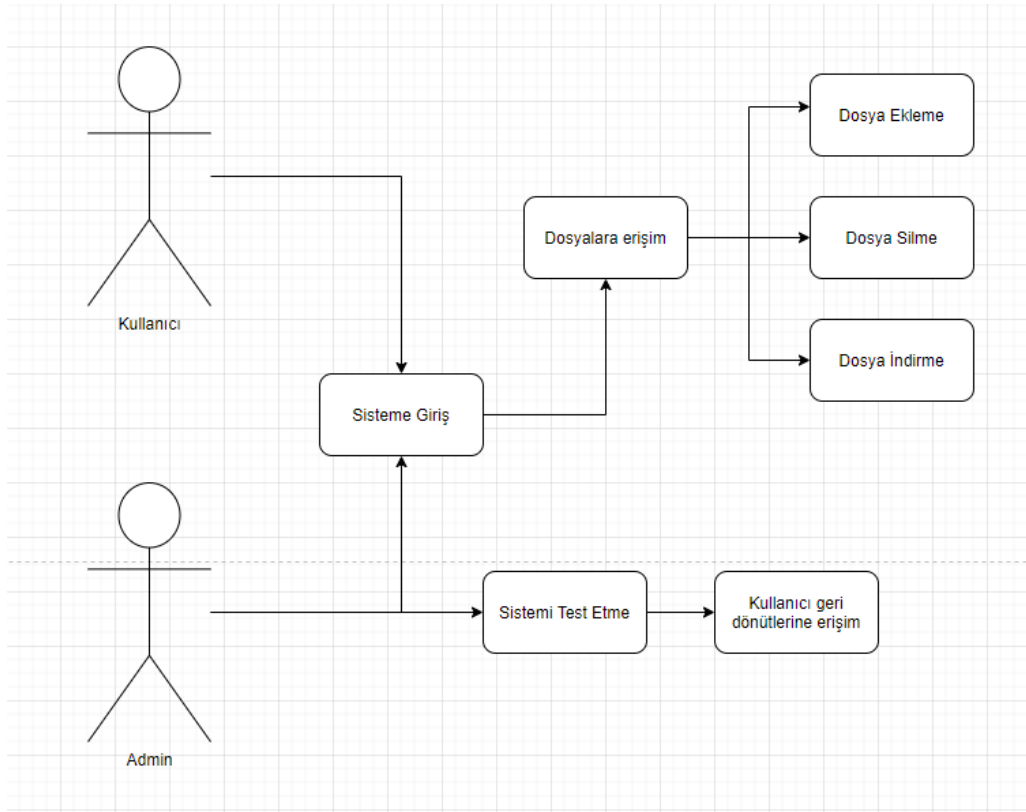 Dosya Ekleme
Dosyalara erişim
Dosya Silme
Kullanıcı
Dosya İndirme
Sisteme Giriş
Sistemi Test Etme
Kullanıcı geri
dönütlerine erişim
Admin